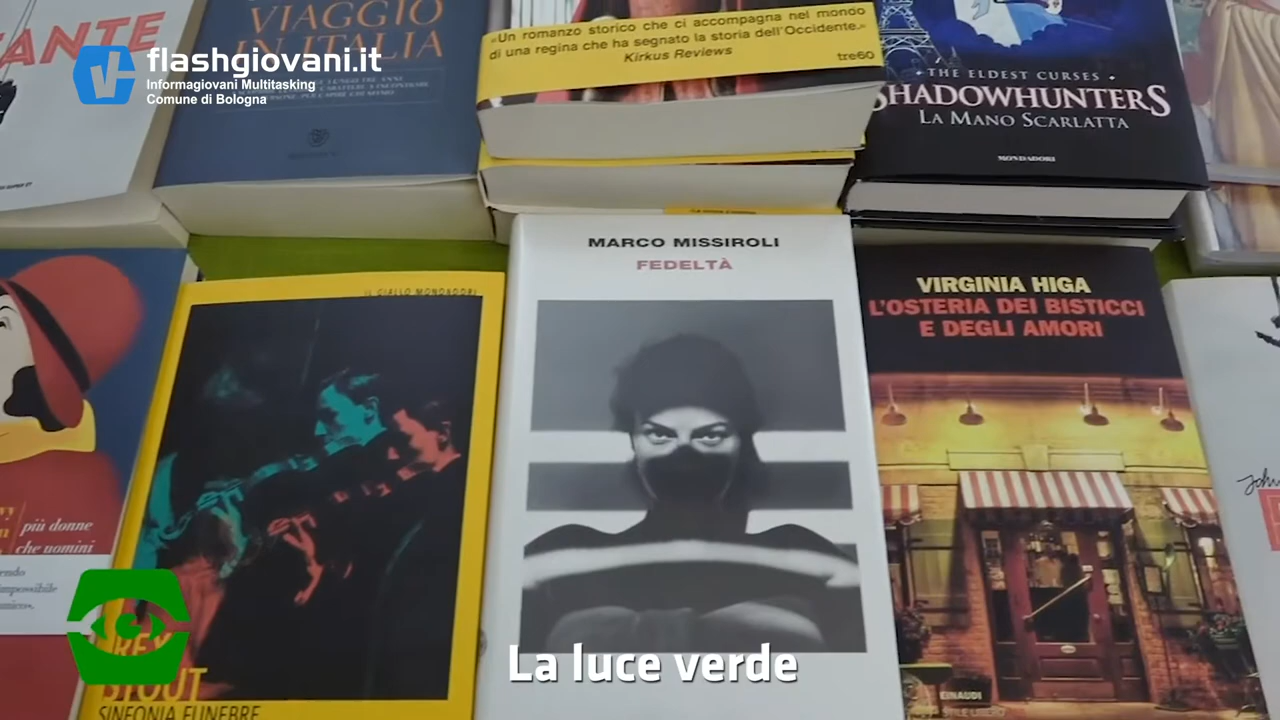 ANTE
flashgiovani.it
Informagiovani Multitasking
Comune di Bologna
VIAGGIO
IN ITALIA
«Un romanzo storico che ci accompagna nel mondo
di una regina che ha segnato la storia dell'Occidente.»
Kirkus Reviews
tre60
THE ELDEST CURSES
SHADOWHUNTERS
LA MANO SCARLATTA
MONDADORI
MARCO MISSIROLI
FEDELTÀ
IL GIALLO MONDADORI
VIRGINIA HIGA
L'OSTERIA DEI BISTICCI
E DEGLI AMORI
più donne
che uomini
REX
STOUT
SINFONIA FUNEBRE
EINAUDI
La luce verde